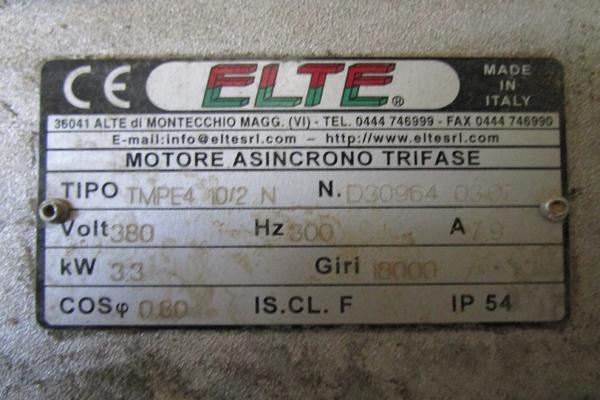 CE ELTE® MADE IN ITALY
36041 ALTE di MONTECCHIO MAGG. (VI) - TEL. 0444 746999 - FAX 0444 746990
E-mail:info@eltesrl.com – http://www.eltesrl.com
MOTORE ASINCRONO TRIFASE
TIPO TMPE4 10/2 N N. D30964
Volt 380 Hz 300 A 7.9
kW 3.3 Giri 18000
COSφ 0.80 IS.CL. F IP 54